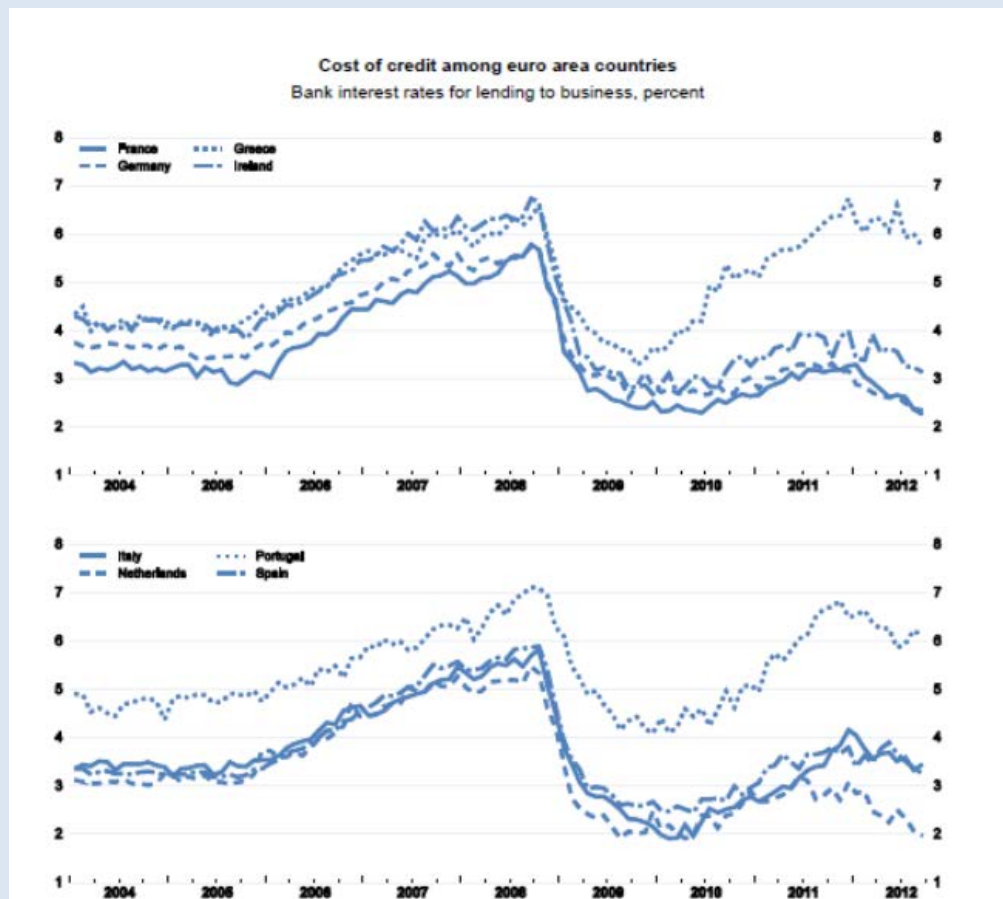 Cost of credit among euro area countries
Bank interest rates for lending to business, percent
8 8
France Greece
Germany Ireland
7 7
6 6
5 5
4 4
3 3
2 2
1 1
2004 2005 2006 2007 2008 2009 2010 2011 2012
8 8
Italy Portugal
Netherlands Spain
7 7
6 6
5 5
4 4
3 3
2 2
1 1
2004 2005 2006 2007 2008 2009 2010 2011 2012